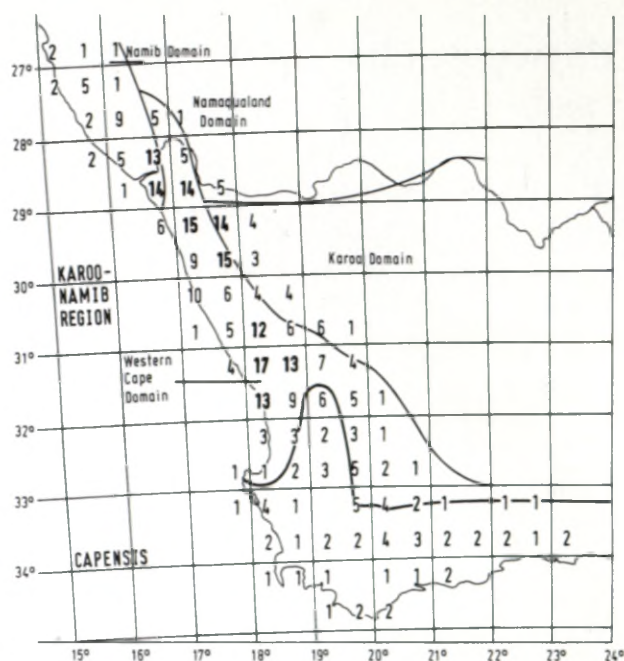 2 1 1 Namib Domain
27°
2 5 1
Namaqualand
Domain
2 9 5 1
28°
2 5 13 5
1 14 14 5
29°
6 15 14 4
9 15 3
Karoo Domain
30°
KAROO-
NAMIB
REGION
10 6 4 4
1 5 12 6 6 1
31°
Western
Cape
Domain
4 17 13 7 4
13 9 6 5 1
32°
3 3 2 3 1
1 1 2 3 5 2 1
33°
1 4 1 5 4 2 1 1 1
CAPENSIS
2 1 2 2 4 3 2 2 2 1 2
34°
1 1 1 1 1 2
1 2 2
15° 16° 17° 18° 19° 20° 21° 22° 23° 24°